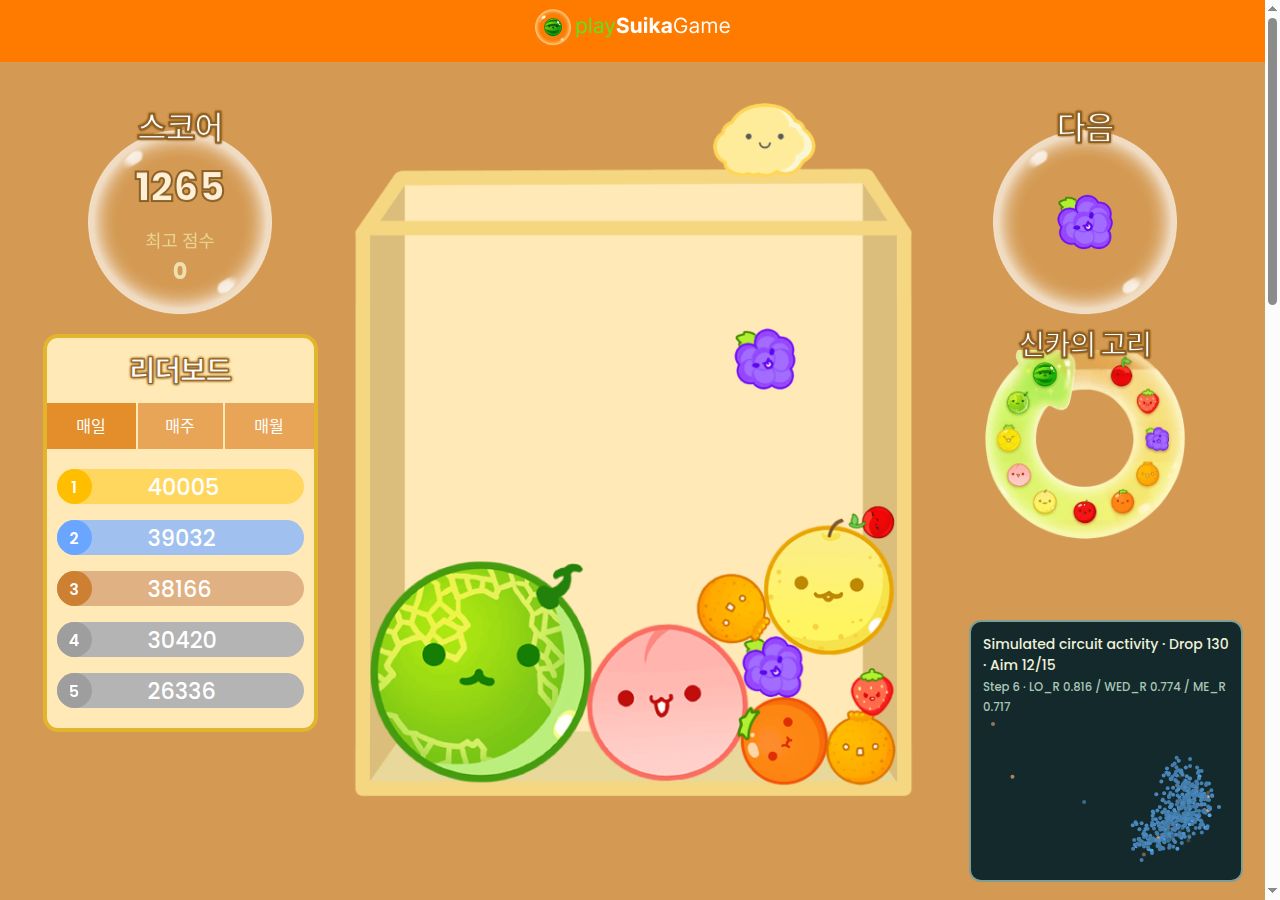 playSuikaGame
스코어
1265
최고 점수
0
리더보드
매일
매주
매월
1 40005
2 39032
3 38166
4 30420
5 26336
다음
신카의 고리
Simulated circuit activity · Drop 130
· Aim 12/15
Step 6 · LO_R 0.816 / WED_R 0.774 / ME_R
0.717